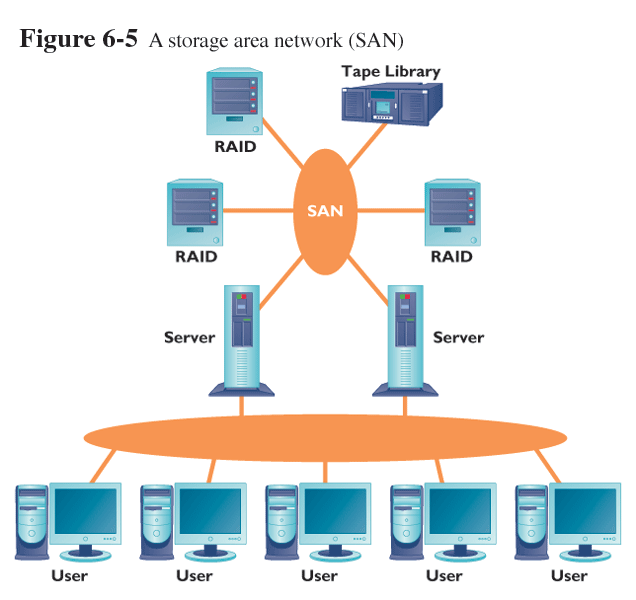 Figure 6-5 A storage area network (SAN)
Tape Library
RAID
SAN
RAID
RAID
Server
Server
User
User
User
User
User